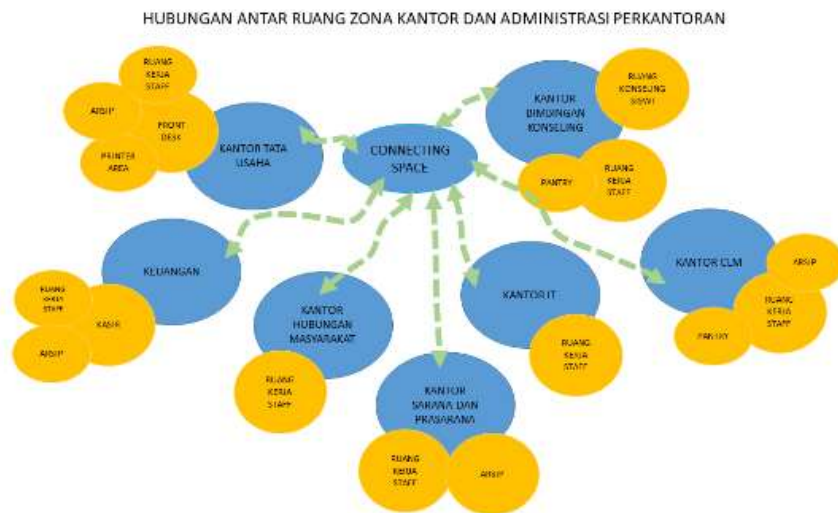 HUBUNGAN ANTAR RUANG ZONA KANTOR DAN ADMINISTRASI PERKANTORAN
RUANG
KERJA
STAFF
ARSIP
FRONT
DESK
PRINTER
AREA
KANTOR TATA
USAHA
CONNECTING
SPACE
KANTOR
BIMBINGAN
KONSELING
RUANG
KONSELING
SISWI
PANTRY
RUANG
KERJA
STAFF
KEUANGAN
RUANG
KERJA
STAFF
KASIR
ARSIP
KANTOR
HUBUNGAN
MASYARAKAT
RUANG
KERJA
STAFF
KANTOR
SARANA DAN
PRASARANA
RUANG
KERJA
STAFF
ARSIP
KANTOR IT
RUANG
KERJA
STAFF
KANTOR CLM
ARSIP
RUANG
KERJA
STAFF
PANTRY